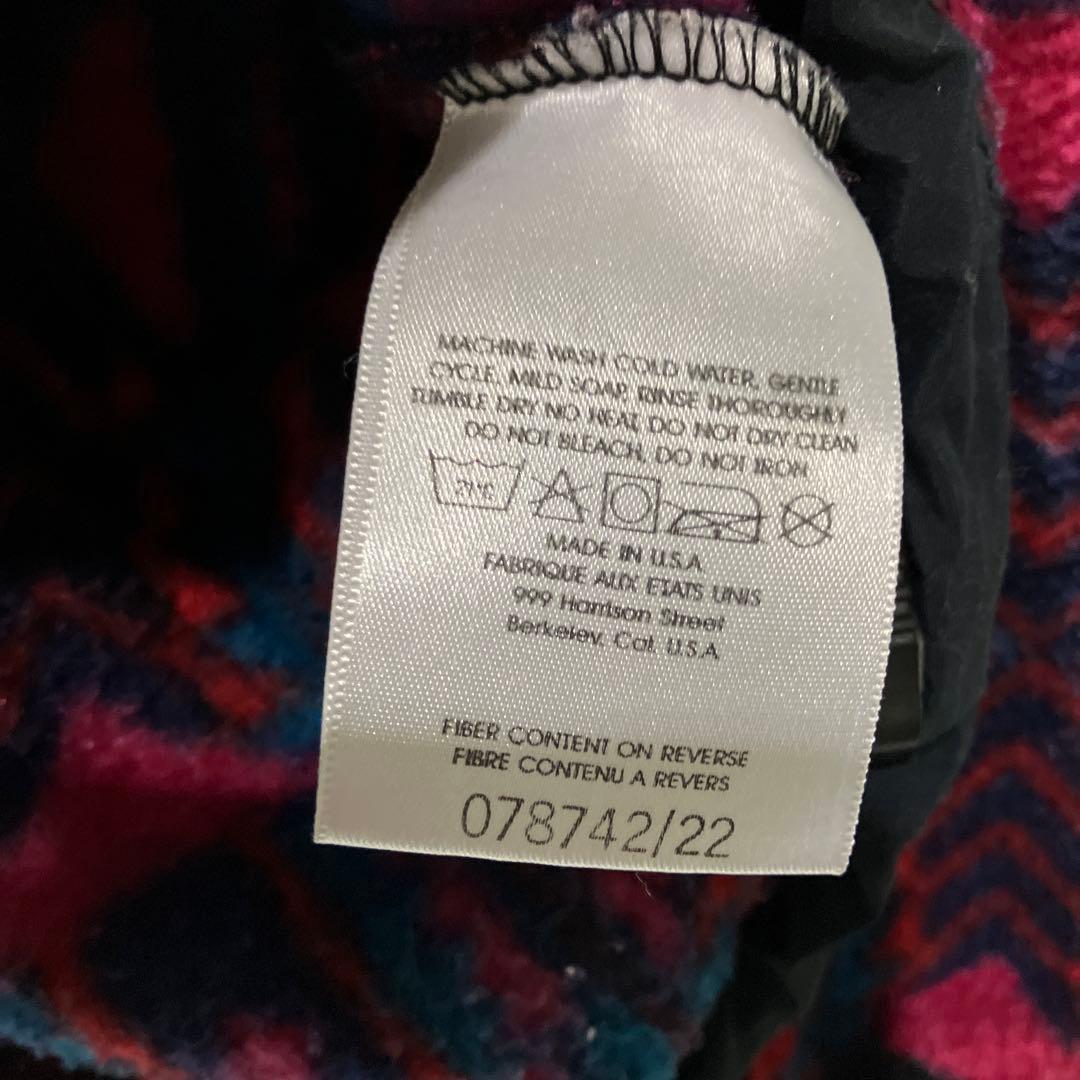 MACHINE WASH COLD WATER, GENTLE
CYCLE, MILD SOAP, RINSE THOROUGHLY
TUMBLE DRY NO HEAT, DO NOT DRY CLEAN
DO NOT BLEACH, DO NOT IRON
MADE IN U.S.A
FABRIQUE AUX ETATS UNIS
999 Harrison Street
Berkeley, Cal. U.S.A.
FIBER CONTENT ON REVERSE
FIBRE CONTENU A REVERS
078742/22